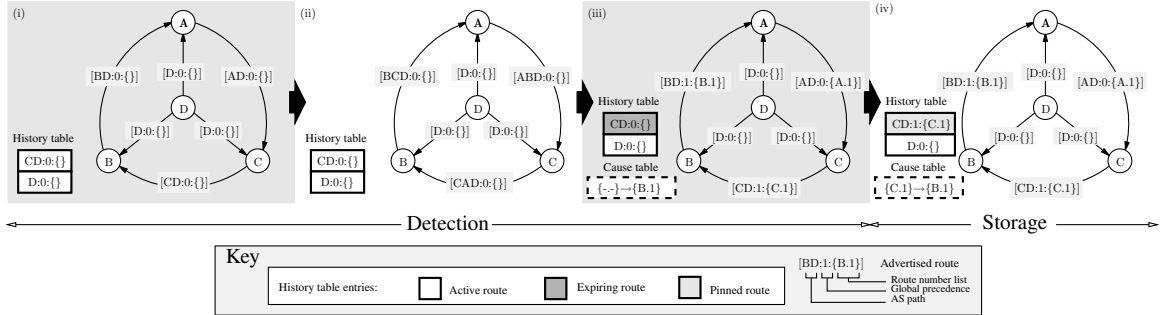 (i)
A
[BD:0:{}]
[D:0:{}]
[AD:0:{}]
D
History table
[D:0:{}]
[D:0:{}]
CD:0:{}
D:0:{}
B
C
[CD:0:{}]
(ii)
A
[BCD:0:{}]
[D:0:{}]
[ABD:0:{}]
D
History table
[D:0:{}]
[D:0:{}]
CD:0:{}
D:0:{}
B
C
[CAD:0:{}]
(iii)
A
[BD:1:{B.1}]
[D:0:{}]
[AD:0:{A.1}]
History table
D
CD:0:{}
[D:0:{}]
[D:0:{}]
D:0:{}
B
C
Cause table
{-.-}→{B.1}
[CD:1:{C.1}]
(iv)
A
[BD:1:{B.1}]
[D:0:{}]
[AD:0:{A.1}]
History table
D
CD:1:{C.1}
[D:0:{}]
[D:0:{}]
D:0:{}
B
C
Cause table
{C.1}→{B.1}
[CD:1:{C.1}]
Detection
Storage
Key
History table entries:
Active route
Expiring route
Pinned route
[BD:1:{B.1}]
Advertised route
Route number list
Global precedence
AS path